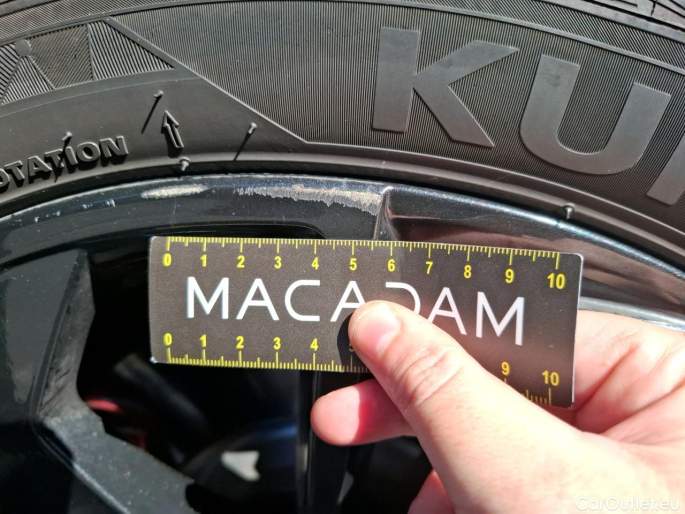 KU
OTATION
0 1 2 3 4 5 6 7 8 9 10
MACADAM
0 1 2 3 4 9 10
CarOutlet.eu